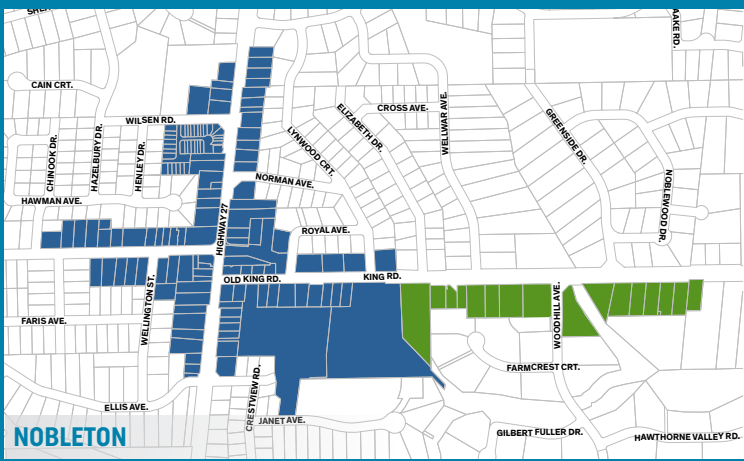 CAIN CRT.
WILSEN RD.
CROSS AVE.
ELIZABETH DR.
LYNWOOD CRT.
WELLWAR AVE.
GREENSIDE DR.
CHINOOK DR.
HAZELBURY DR.
HENLEY DR.
NORMAN AVE.
NOBLEWOOD DR.
HAWMAN AVE.
HIGHWAY 27
ROYAL AVE.
OLD KING RD.
KING RD.
WELLINGTON ST.
WOODHILL AVE.
FARIS AVE.
FARMCREST CRT.
CRESTVIEW RD.
ELLIS AVE.
JANET AVE.
GILBERT FULLER DR.
HAWTHORNE VALLEY RD.
NOBLETON